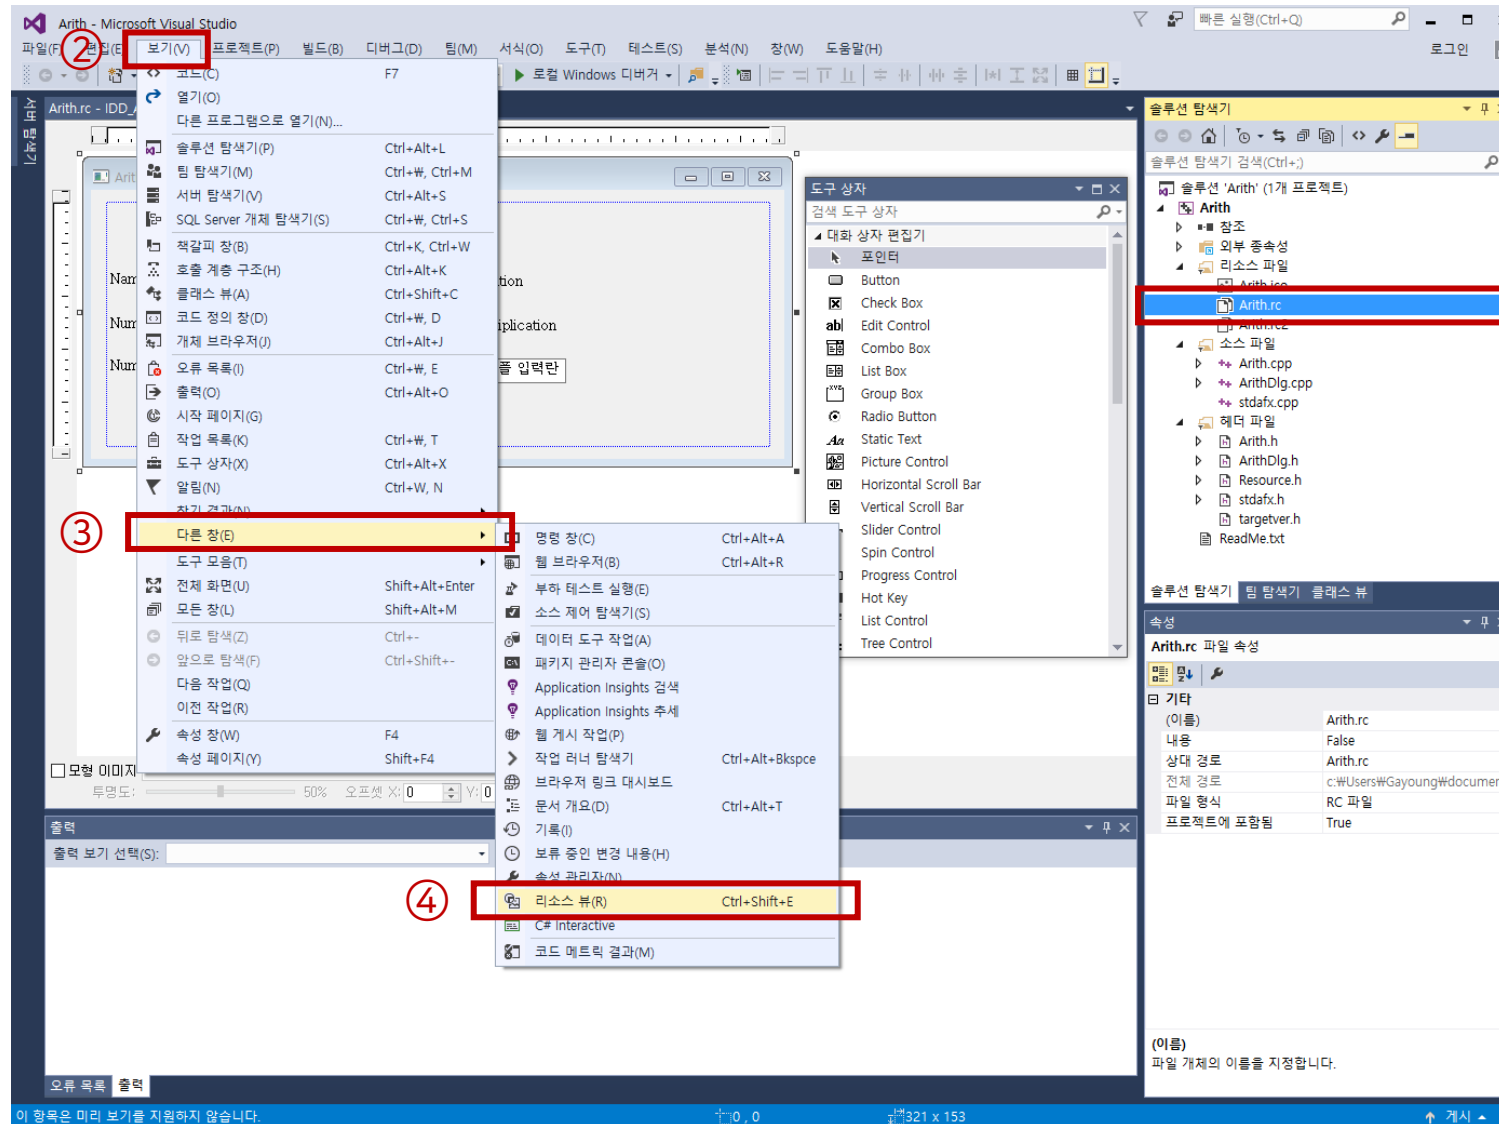 Arith - Microsoft Visual Studio
빠른 실행(Ctrl+Q)
②
파일(F) 편집(E) 보기(V) 프로젝트(P) 빌드(B) 디버그(D) 팀(M) 서식(O) 도구(T) 테스트(S) 분석(N) 창(W) 도움말(H)
로그인
로컬 Windows 디버거
서버 탐색기
Arith.rc - IDD_
코드(C) F7
열기(O)
다른 프로그램으로 열기(N)...
솔루션 탐색기(P) Ctrl+Alt+L
팀 탐색기(M) Ctrl+₩, Ctrl+M
서버 탐색기(V) Ctrl+Alt+S
SQL Server 개체 탐색기(S) Ctrl+₩, Ctrl+S
책갈피 창(B) Ctrl+K, Ctrl+W
호출 계층 구조(H) Ctrl+Alt+K
클래스 뷰(A) Ctrl+Shift+C
코드 정의 창(D) Ctrl+₩, D
개체 브라우저(J) Ctrl+Alt+J
오류 목록(I) Ctrl+₩, E
출력(O) Ctrl+Alt+O
시작 페이지(G)
작업 목록(K) Ctrl+₩, T
도구 상자(X) Ctrl+Alt+X
알림(N) Ctrl+W, N
찾기 결과(N)
③
다른 창(E)
도구 모음(T)
전체 화면(U) Shift+Alt+Enter
모든 창(L) Shift+Alt+M
뒤로 탐색(Z) Ctrl+-
앞으로 탐색(F) Ctrl+Shift+-
다음 작업(Q)
이전 작업(R)
속성 창(W) F4
속성 페이지(Y) Shift+F4
Arit
Nam
tion
Num
iplication
Num
플 입력란
명령 창(C) Ctrl+Alt+A
웹 브라우저(B) Ctrl+Alt+R
부하 테스트 실행(E)
소스 제어 탐색기(S)
데이터 도구 작업(A)
패키지 관리자 콘솔(O)
Application Insights 검색
Application Insights 추세
웹 게시 작업(P)
작업 러너 탐색기 Ctrl+Alt+Bkspce
브라우저 링크 대시보드
문서 개요(D) Ctrl+Alt+T
기록(I)
보류 중인 변경 내용(H)
속성 관리자(N)
④
리소스 뷰(R) Ctrl+Shift+E
C# Interactive
코드 메트릭 결과(M)
도구 상자
검색 도구 상자
대화 상자 편집기
포인터
Button
Check Box
Edit Control
Combo Box
List Box
Group Box
Radio Button
Static Text
Picture Control
Horizontal Scroll Bar
Vertical Scroll Bar
Slider Control
Spin Control
Progress Control
Hot Key
List Control
Tree Control
모형 이미지
투명도: 50% 오프셋 X: 0 Y: 0
출력
출력 보기 선택(S):
오류 목록 출력
솔루션 탐색기
솔루션 탐색기 검색(Ctrl+;)
솔루션 'Arith' (1개 프로젝트)
Arith
참조
외부 종속성
리소스 파일
Arith.ico
Arith.rc
Arith.rc2
소스 파일
Arith.cpp
ArithDlg.cpp
stdafx.cpp
헤더 파일
Arith.h
ArithDlg.h
Resource.h
stdafx.h
targetver.h
ReadMe.txt
솔루션 탐색기 팀 탐색기 클래스 뷰
속성
Arith.rc 파일 속성
기타
(이름) Arith.rc
내용 False
상대 경로 Arith.rc
전체 경로 c:₩Users₩Gayoung₩documen
파일 형식 RC 파일
프로젝트에 포함됨 True
(이름)
파일 개체의 이름을 지정합니다.
이 항목은 미리 보기를 지원하지 않습니다.
0 , 0
321 x 153
게시